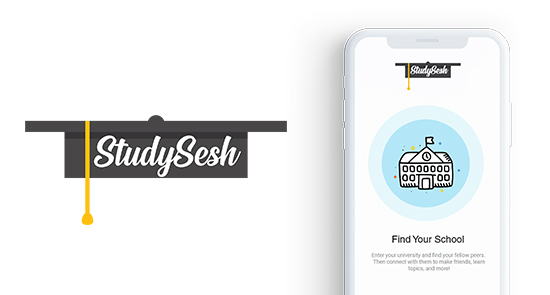 StudySesh
StudySesh
Find Your School
Enter your university and find your fellow peers.
Then connect with them to make friends, learn
topics, and more!